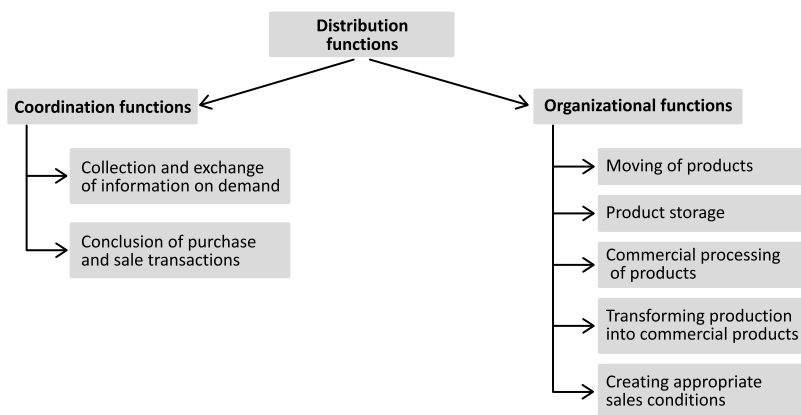 Distribution
functions
Coordination functions
Collection and exchange
of information on demand
Conclusion of purchase
and sale transactions
Organizational functions
Moving of products
Product storage
Commercial processing
of products
Transforming production
into commercial products
Creating appropriate
sales conditions